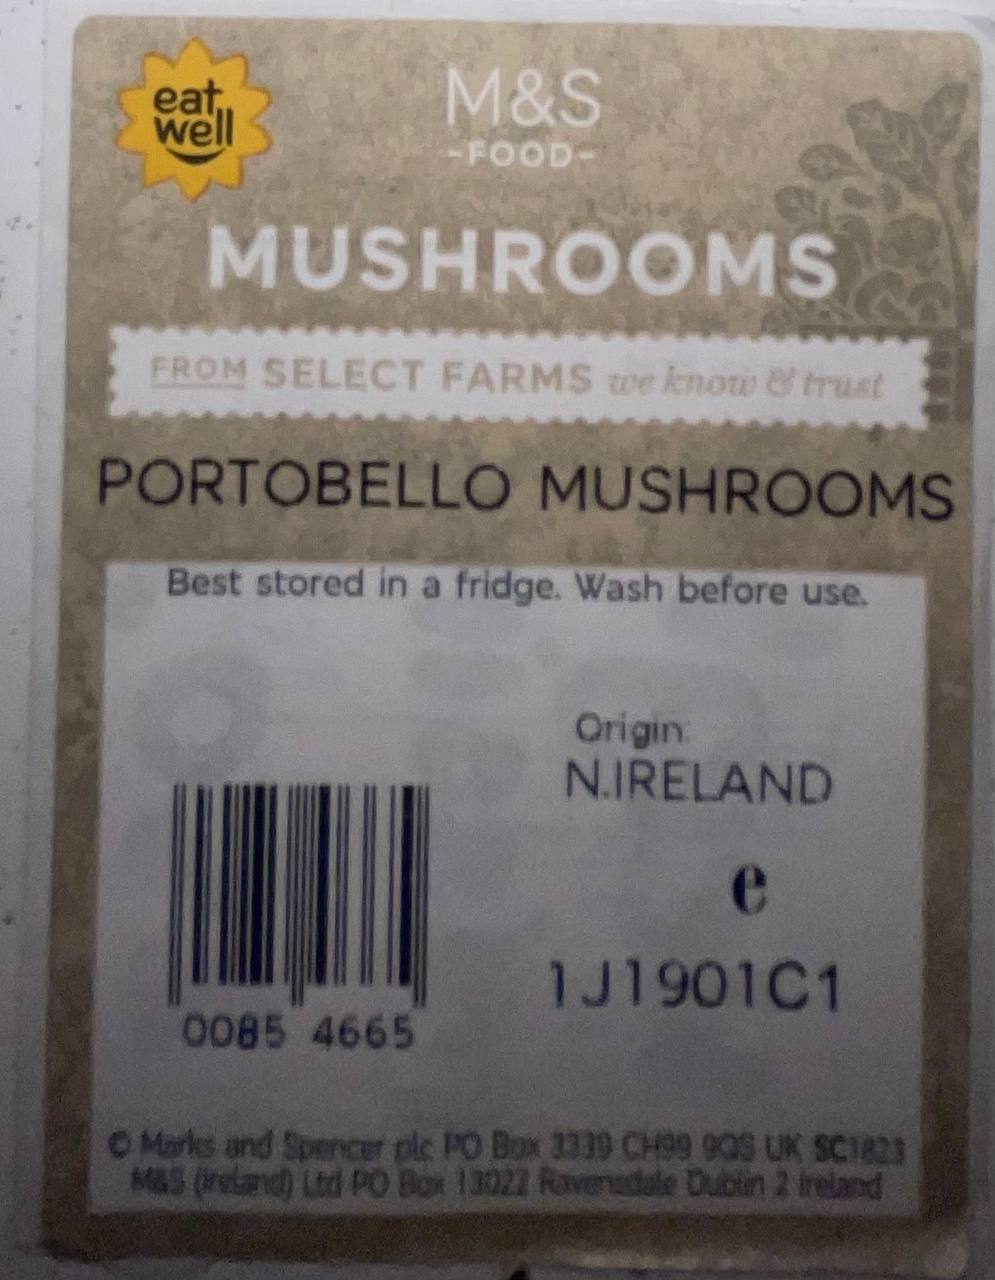 eat
well
M&S
-FOOD-
MUSHROOMS
FROM SELECT FARMS we know & trust
PORTOBELLO MUSHROOMS
Best stored in a fridge. Wash before use.
Origin:
N.IRELAND
e
1J1901C1
0085 4665
© Marks and Spencer plc PO Box 3339 CH99 9QS UK SC1823
M&S (Ireland) Ltd PO Box 13022 Ravensdale Dublin 2 Ireland